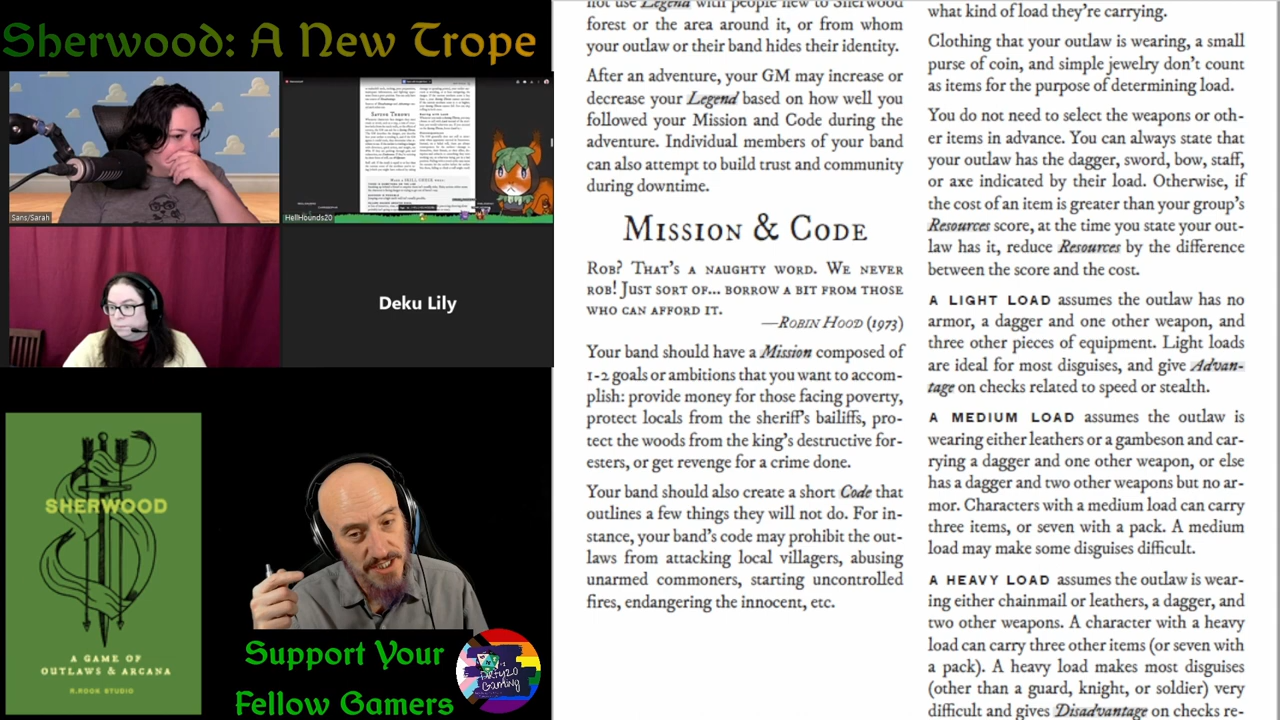 Sherwood: A New Trope
Sans/Sarah
HellHounds20
SAVING THROWS
Deku Lily
SHERWOOD
A GAME OF
OUTLAWS & ARCANA
R.ROOK STUDIO
Support Your
Fellow Gamers
Dirty20
Gaming
not use Legend with people new to Sherwood
forest or the area around it, or from whom
your outlaw or their band hides their identity.
After an adventure, your GM may increase or
decrease your Legend based on how well you
followed your Mission and Code during the
adventure. Individual members of your band
can also attempt to build trust and community
during downtime.
MISSION & CODE
ROB? THAT'S A NAUGHTY WORD. WE NEVER
ROB! JUST SORT OF... BORROW A BIT FROM THOSE
WHO CAN AFFORD IT.
—ROBIN HOOD (1973)
Your band should have a Mission composed of
1-2 goals or ambitions that you want to accom-
plish: provide money for those facing poverty,
protect locals from the sheriff's bailiffs, pro-
tect the woods from the king's destructive for-
esters, or get revenge for a crime done.
Your band should also create a short Code that
outlines a few things they will not do. For in-
stance, your band's code may prohibit the out-
laws from attacking local villagers, abusing
unarmed commoners, starting uncontrolled
fires, endangering the innocent, etc.
what kind of load they're carrying.
Clothing that your outlaw is wearing, a small
purse of coin, and simple jewelry don't count
as items for the purpose of determining load.
You do not need to select the weapons or oth-
er items in advance. You may simply state that
your outlaw has the dagger, sword, bow, staff,
or axe indicated by their load. Otherwise, if
the cost of an item is greater than your group's
Resources score, at the time you state your out-
law has it, reduce Resources by the difference
between the score and the cost.
A LIGHT LOAD assumes the outlaw has no
armor, a dagger and one other weapon, and
three other pieces of equipment. Light loads
are ideal for most disguises, and give Advan-
tage on checks related to speed or stealth.
A MEDIUM LOAD assumes the outlaw is
wearing either leathers or a gambeson and car-
rying a dagger and one other weapon, or else
has a dagger and two other weapons but no ar-
mor. Characters with a medium load can carry
three items, or seven with a pack. A medium
load may make some disguises difficult.
A HEAVY LOAD assumes the outlaw is wear-
ing either chainmail or leathers, a dagger, and
two other weapons. A character with a heavy
load can carry three other items (or seven with
a pack). A heavy load makes most disguises
(other than a guard, knight, or soldier) very
difficult and gives Disadvantage on checks re-